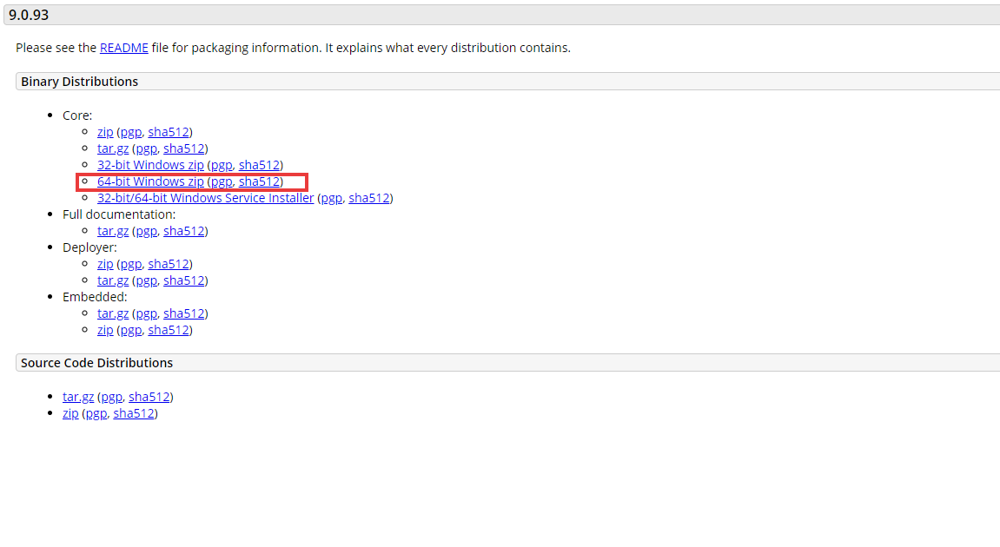 9.0.93
Please see the README file for packaging information. It explains what every distribution contains.
Binary Distributions
Core:
zip (pgp, sha512)
tar.gz (pgp, sha512)
32-bit Windows zip (pgp, sha512)
64-bit Windows zip (pgp, sha512)
32-bit/64-bit Windows Service Installer (pgp, sha512)
Full documentation:
tar.gz (pgp, sha512)
Deployer:
zip (pgp, sha512)
tar.gz (pgp, sha512)
Embedded:
tar.gz (pgp, sha512)
zip (pgp, sha512)
Source Code Distributions
tar.gz (pgp, sha512)
zip (pgp, sha512)